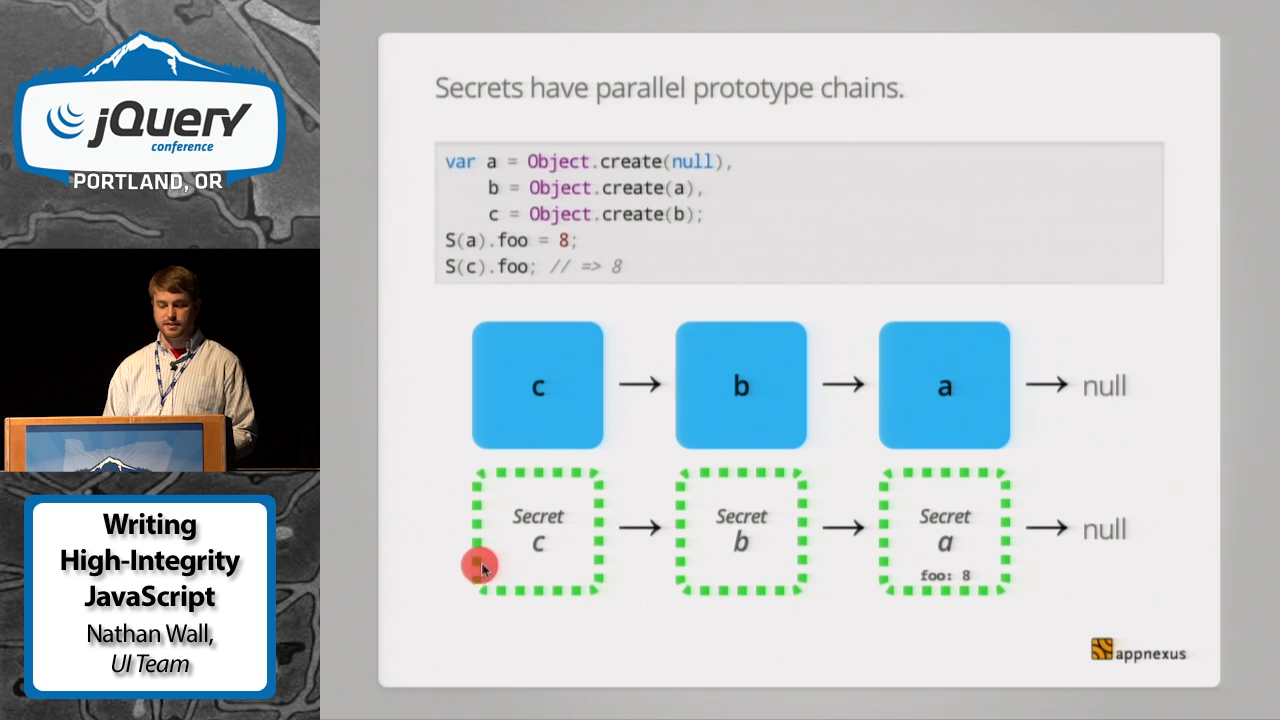 jQuery
conference
PORTLAND, OR
Writing
High-Integrity
JavaScript
Nathan Wall,
UI Team
Secrets have parallel prototype chains.
var a = Object.create(null),
b = Object.create(a),
c = Object.create(b);
S(a).foo = 8;
S(c).foo; // => 8
c → b → a → null
Secret
c
→
Secret
b
→
Secret
a
foo: 8
→ null
appnexus